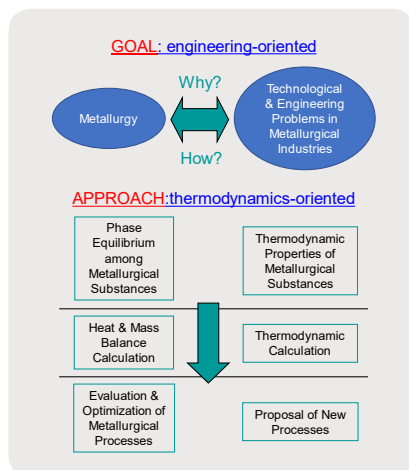 GOAL: engineering-oriented
Why?
Metallurgy
Technological
& Engineering
Problems in
Metallurgical
Industries
How?
APPROACH:thermodynamics-oriented
Phase
Equilibrium
among
Metallurgical
Substances
Thermodynamic
Properties of
Metallurgical
Substances
Heat & Mass
Balance
Calculation
Thermodynamic
Calculation
Evaluation &
Optimization of
Metallurgical
Processes
Proposal of New
Processes